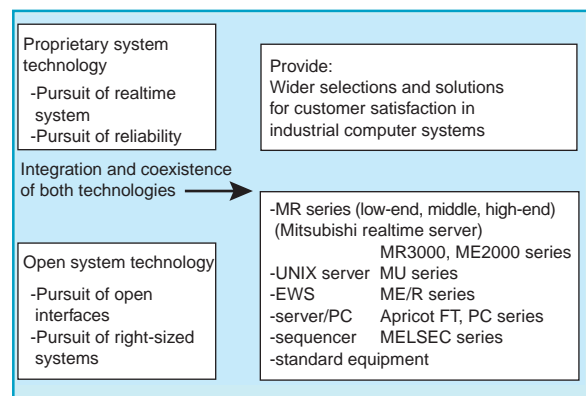 Proprietary system
technology
-Pursuit of realtime
system
-Pursuit of reliability
Integration and coexistence
of both technologies
Open system technology
-Pursuit of open
interfaces
-Pursuit of right-sized
systems
Provide:
Wider selections and solutions
for customer satisfaction in
industrial computer systems
-MR series (low-end, middle, high-end)
(Mitsubishi realtime server)
MR3000, ME2000 series
-UNIX server MU series
-EWS ME/R series
-server/PC Apricot FT, PC series
-sequencer MELSEC series
-standard equipment